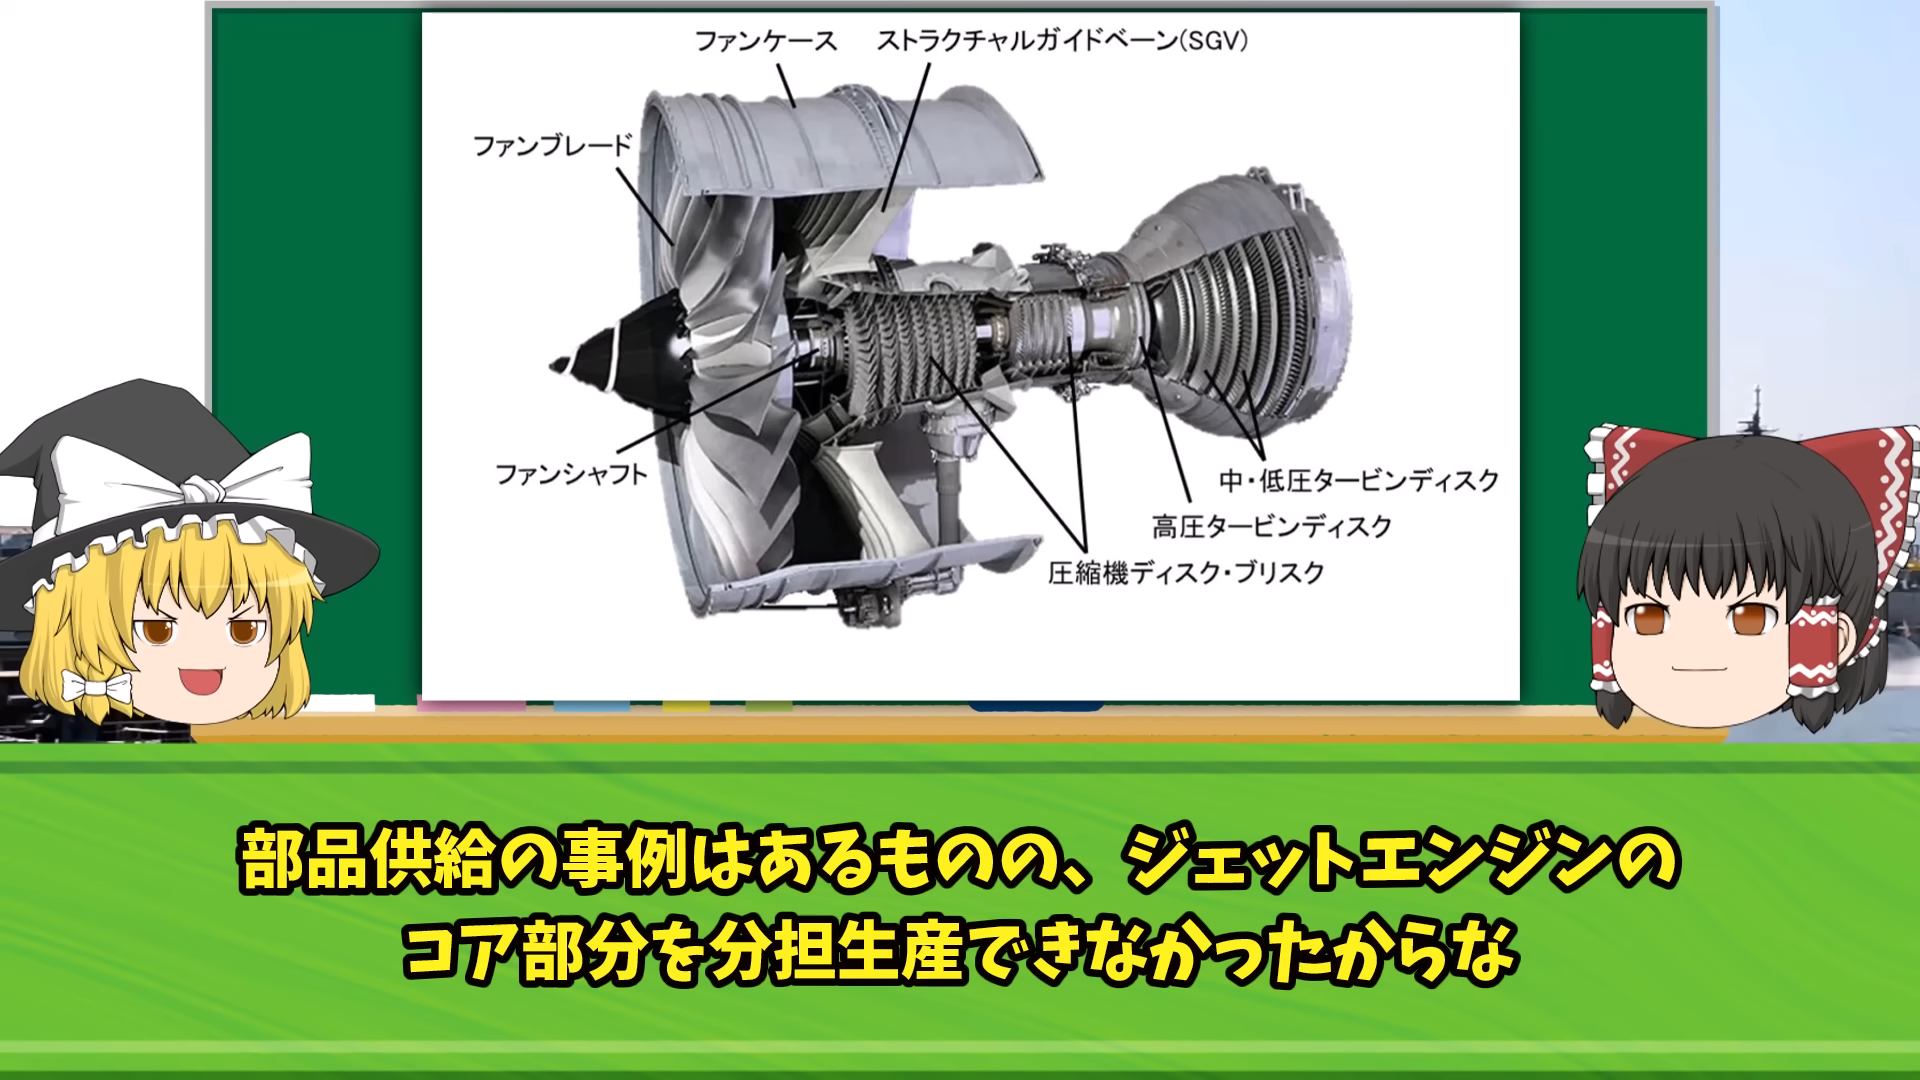 ファンケース
ストラクチャルガイドベーン(SGV)
ファンブレード
ファンシャフト
中・低圧タービンディスク
高圧タービンディスク
圧縮機ディスク・ブリスク
部品供給の事例はあるものの、ジェットエンジンの
コア部分を分担生産できなかったからな